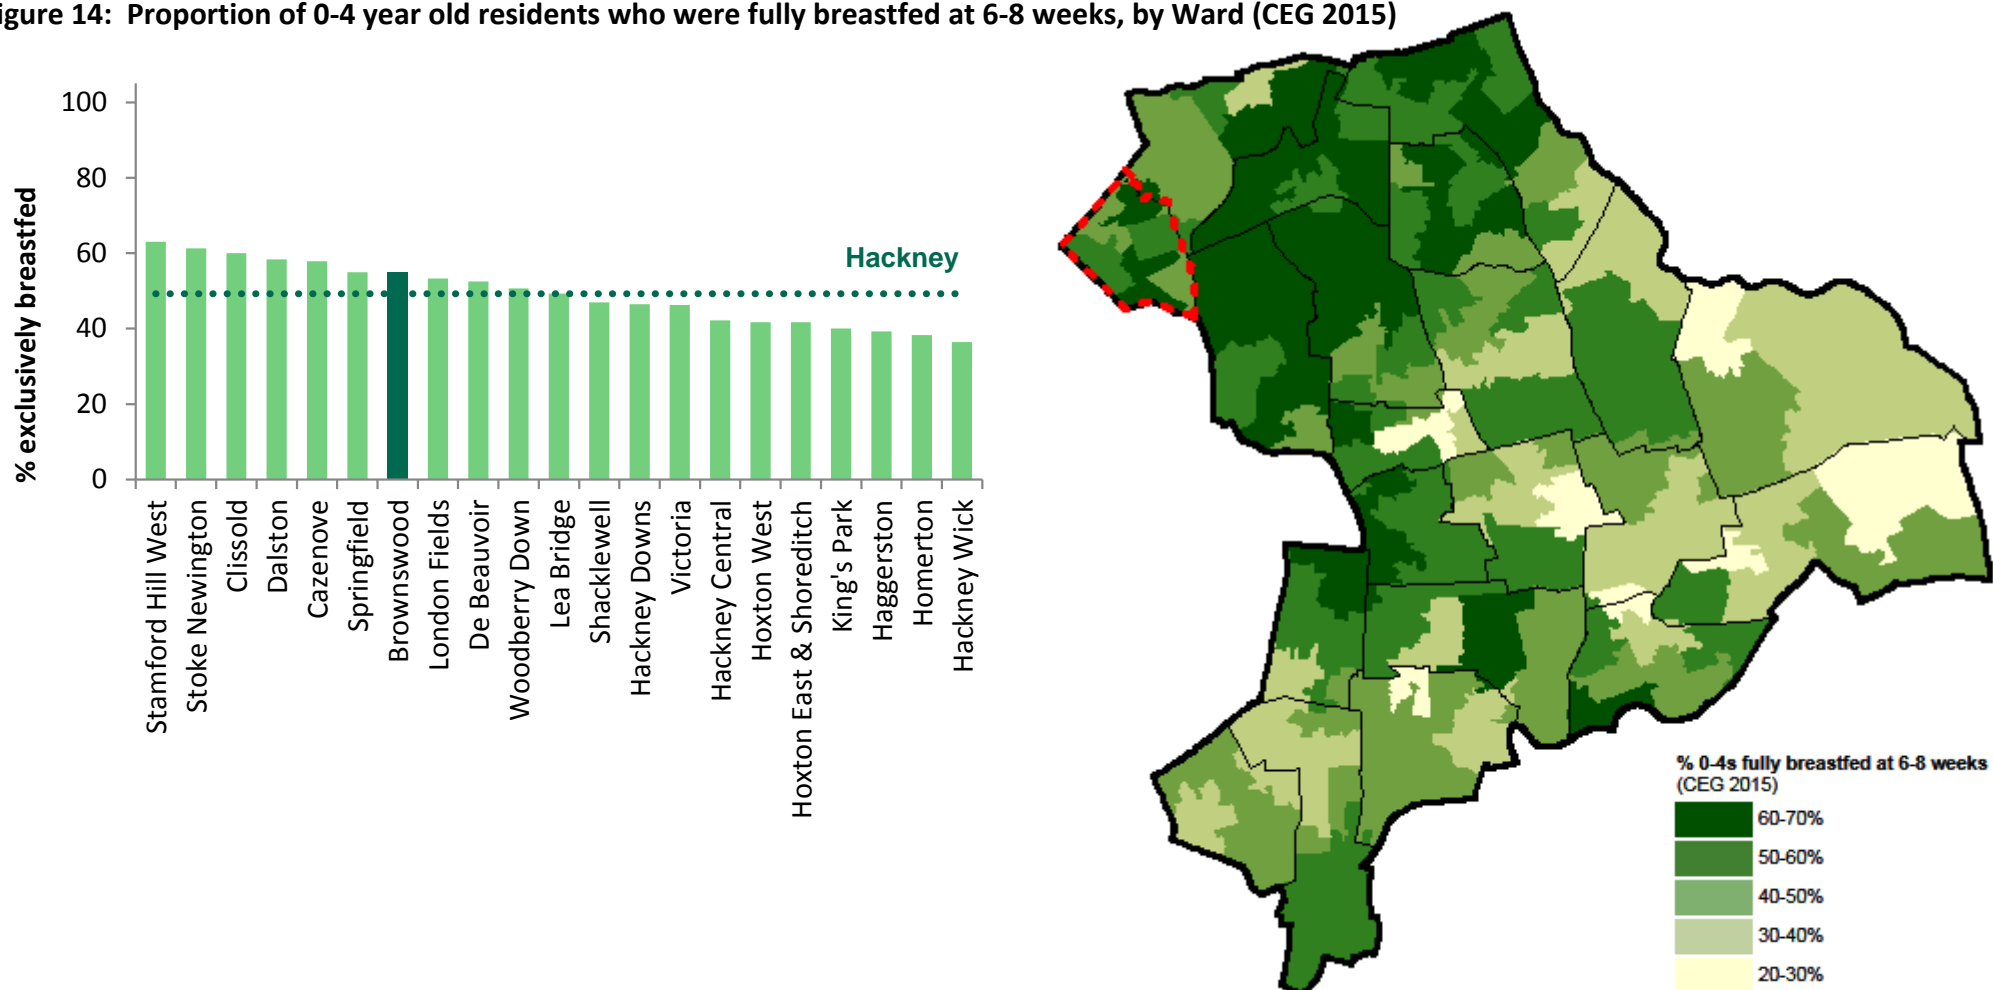 igure 14: Proportion of 0-4 year old residents who were fully breastfed at 6-8 weeks, by Ward (CEG 2015)
% exclusively breastfed
100
80
60
40
20
0
Hackney
Stamford Hill West
Stoke Newington
Clissold
Dalston
Cazenove
Springfield
Brownswood
London Fields
De Beauvoir
Woodberry Down
Lea Bridge
Shacklewell
Hackney Downs
Victoria
Hackney Central
Hoxton West
Hoxton East & Shoreditch
King's Park
Haggerston
Homerton
Hackney Wick
% 0-4s fully breastfed at 6-8 weeks
(CEG 2015)
60-70%
50-60%
40-50%
30-40%
20-30%